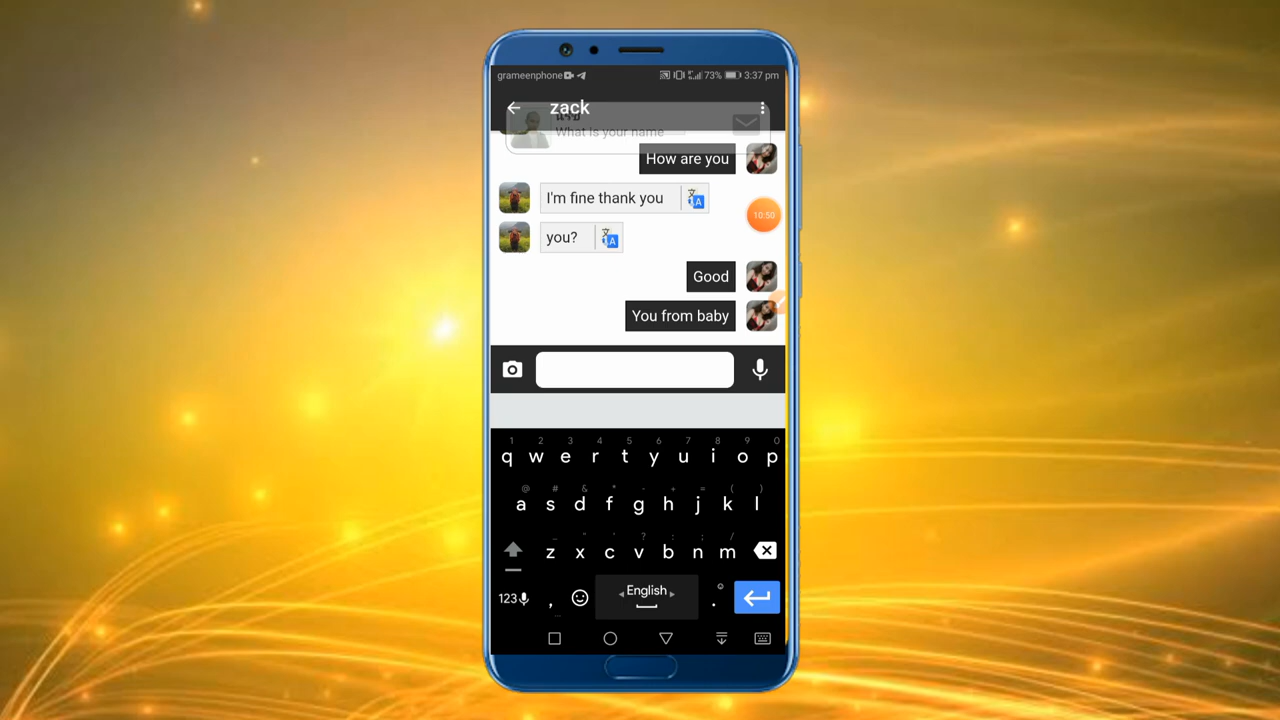 grameenphone 73% 3:37 pm
zack
What is your name
How are you
I'm fine thank you
10:50
you?
Good
You from baby
1 2 3 4 5 6 7 8 9 0
q w e r t y u i o p
@ # & * - + = ( )
a s d f g h j k l
z x c v b n m
123 , English .